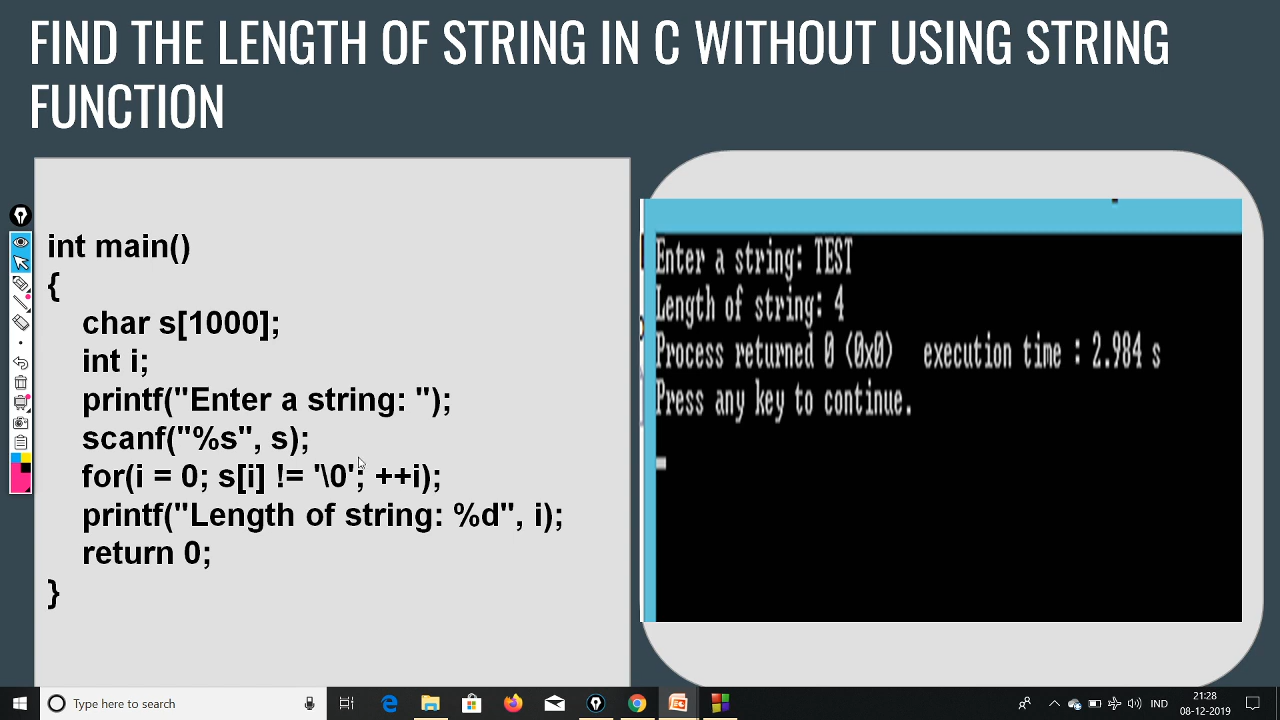 FIND THE LENGTH OF STRING IN C WITHOUT USING STRING
FUNCTION
int main()
{
char s[1000];
int i;
printf("Enter a string: ");
scanf("%s", s);
for(i = 0; s[i] != '\0'; ++i);
printf("Length of string: %d", i);
return 0;
}
Enter a string: TEST
Length of string: 4
Process returned 0 (0x0)   execution time : 2.984 s
Press any key to continue.
Type here to search
IND
21:28
08-12-2019